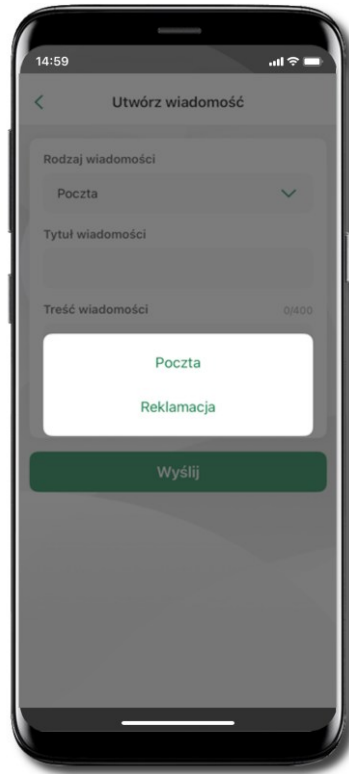 14:59
Utwórz wiadomość
Rodzaj wiadomości
Poczta
Tytuł wiadomości
Treść wiadomości 0/400
Poczta
Reklamacja
Wyślij